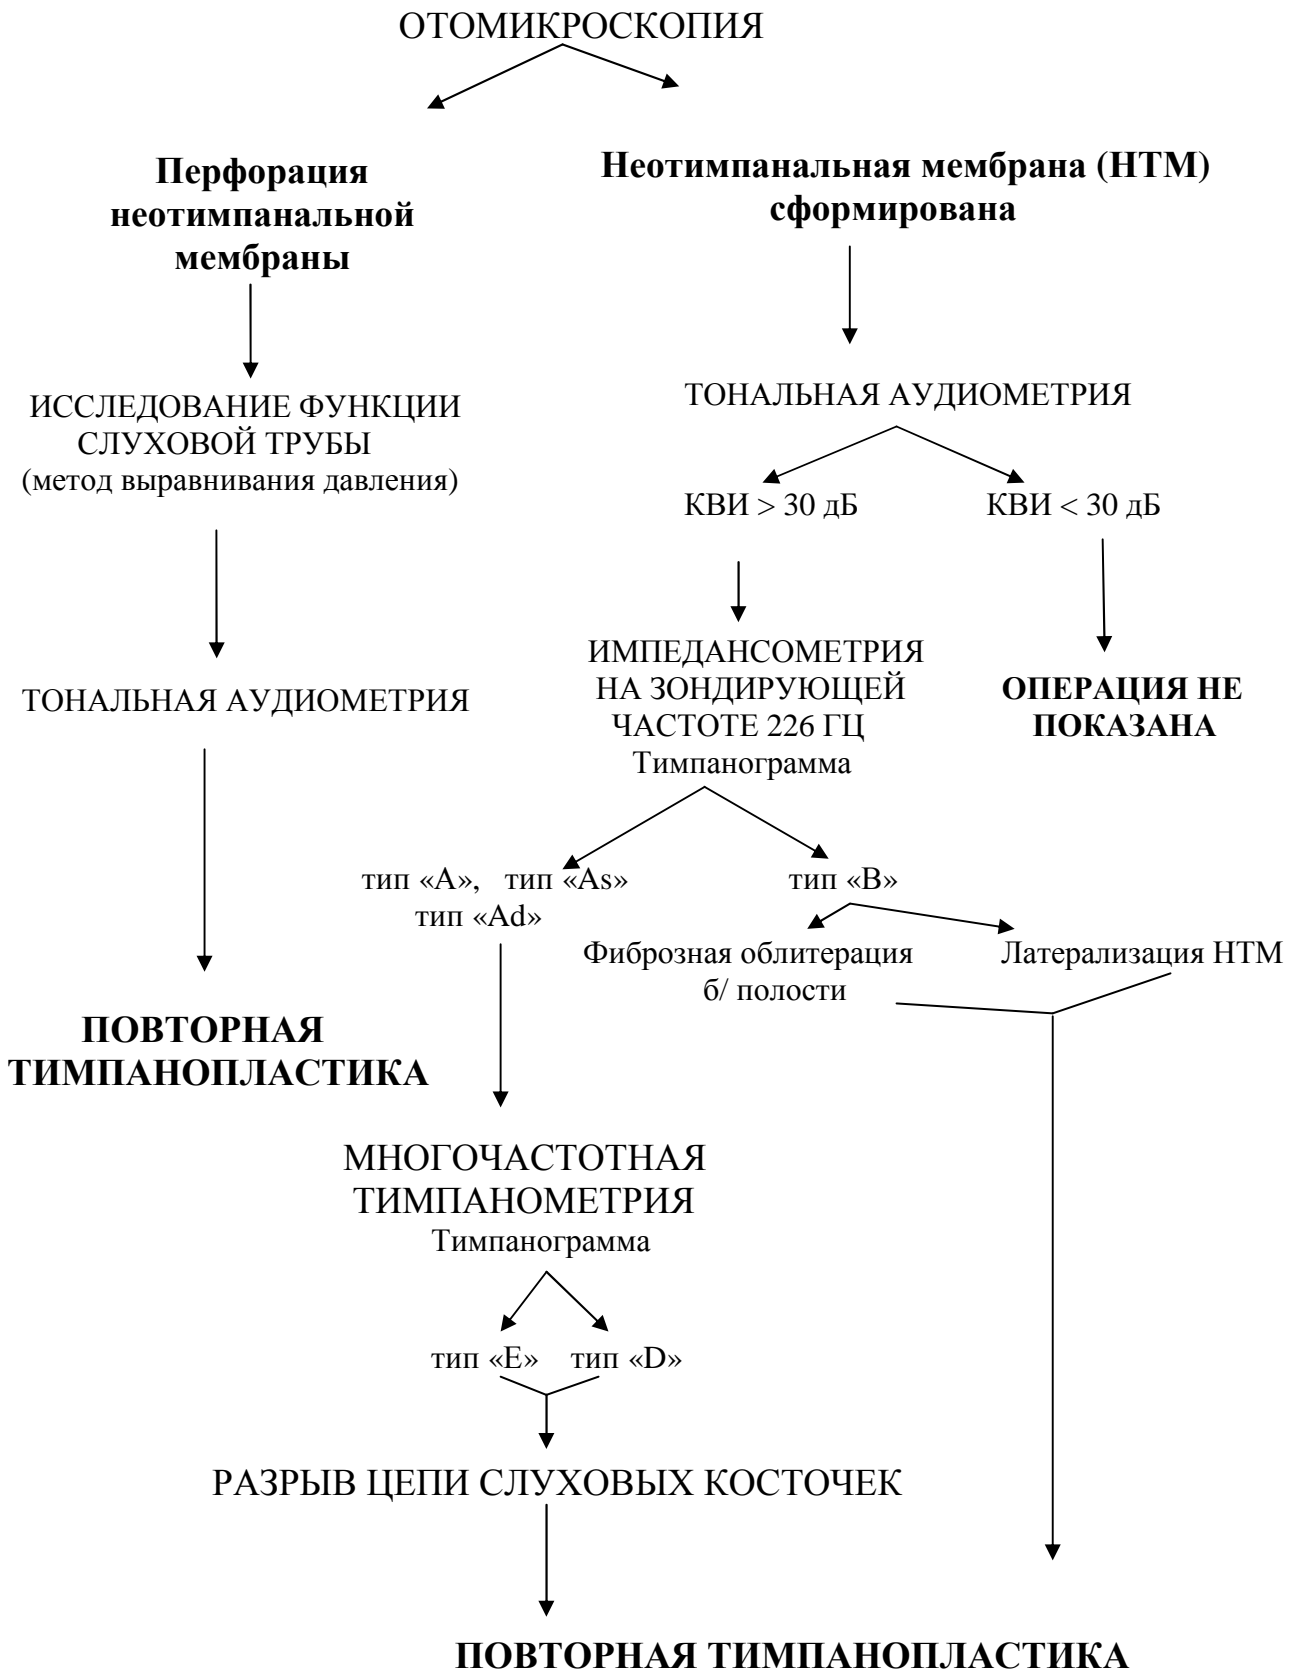 ОТОМИКРОСКОПИЯ
Перфорация
неотимпанальной
мембраны
Неотимпанальная мембрана (НТМ)
сформирована
ИССЛЕДОВАНИЕ ФУНКЦИИ
СЛУХОВОЙ ТРУБЫ
(метод выравнивания давления)
ТОНАЛЬНАЯ АУДИОМЕТРИЯ
КВИ > 30 дБ
КВИ < 30 дБ
ТОНАЛЬНАЯ АУДИОМЕТРИЯ
ИМПЕДАНСОМЕТРИЯ
НА ЗОНДИРУЮЩЕЙ
ЧАСТОТЕ 226 ГЦ
Тимпанограмма
ОПЕРАЦИЯ НЕ
ПОКАЗАНА
тип «А», тип «As»
тип «Ad»
тип «В»
Фиброзная облитерация
б/ полости
Латерализация НТМ
ПОВТОРНАЯ
ТИМПАНОПЛАСТИКА
МНОГОЧАСТОТНАЯ
ТИМПАНОМЕТРИЯ
Тимпанограмма
тип «Е» тип «D»
РАЗРЫВ ЦЕПИ СЛУХОВЫХ КОСТОЧЕК
ПОВТОРНАЯ ТИМПАНОПЛАСТИКА